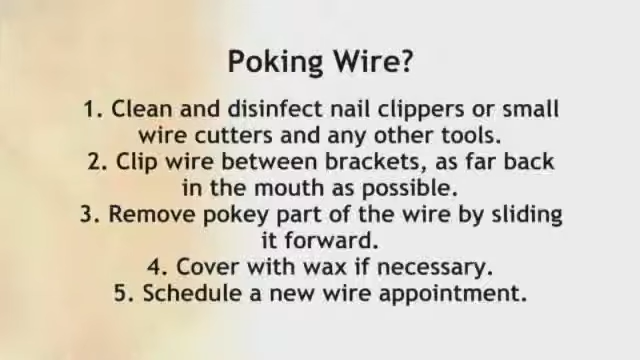 Poking Wire?
1. Clean and disinfect nail clippers or small
wire cutters and any other tools.
2. Clip wire between brackets, as far back
in the mouth as possible.
3. Remove pokey part of the wire by sliding
it forward.
4. Cover with wax if necessary.
5. Schedule a new wire appointment.